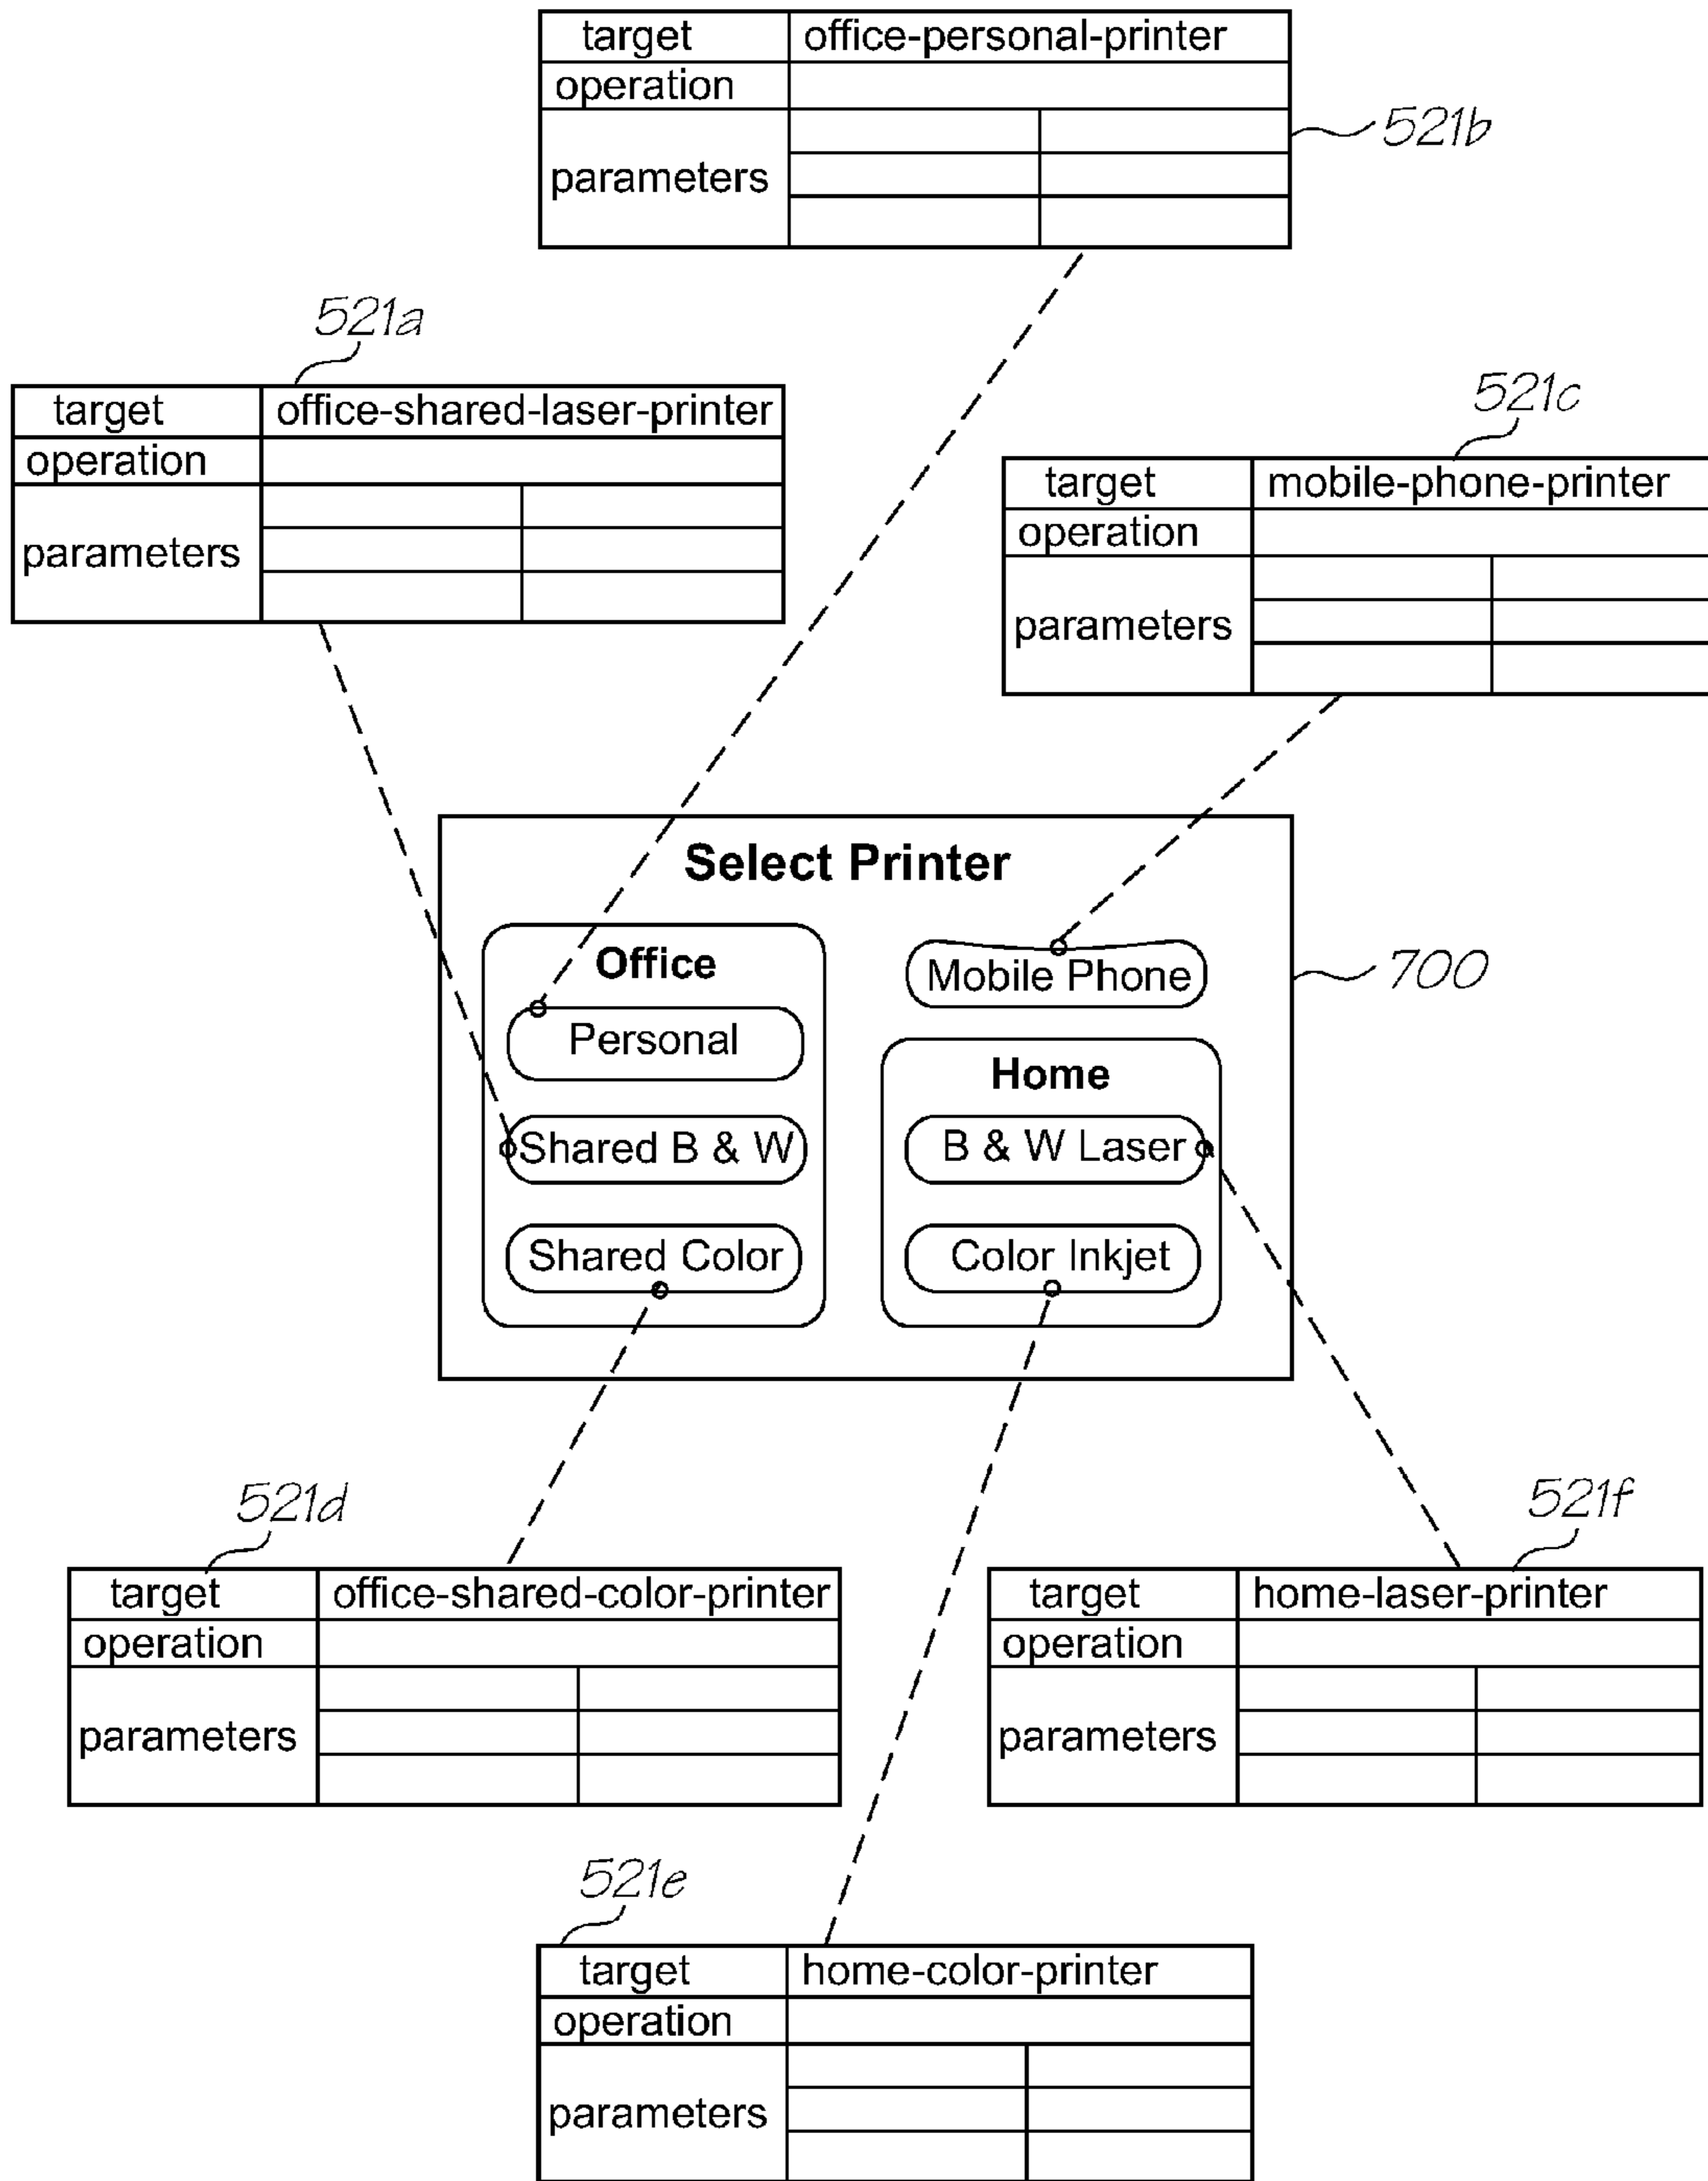 target office-personal-printer
operation
parameters
521b
521a
target office-shared-laser-printer
operation
parameters
521c
target mobile-phone-printer
operation
parameters
Select Printer
Office
Personal
Shared B & W
Shared Color
Mobile Phone
Home
B & W Laser
Color Inkjet
700
521d
target office-shared-color-printer
operation
parameters
521f
target home-laser-printer
operation
parameters
521e
target home-color-printer
operation
parameters